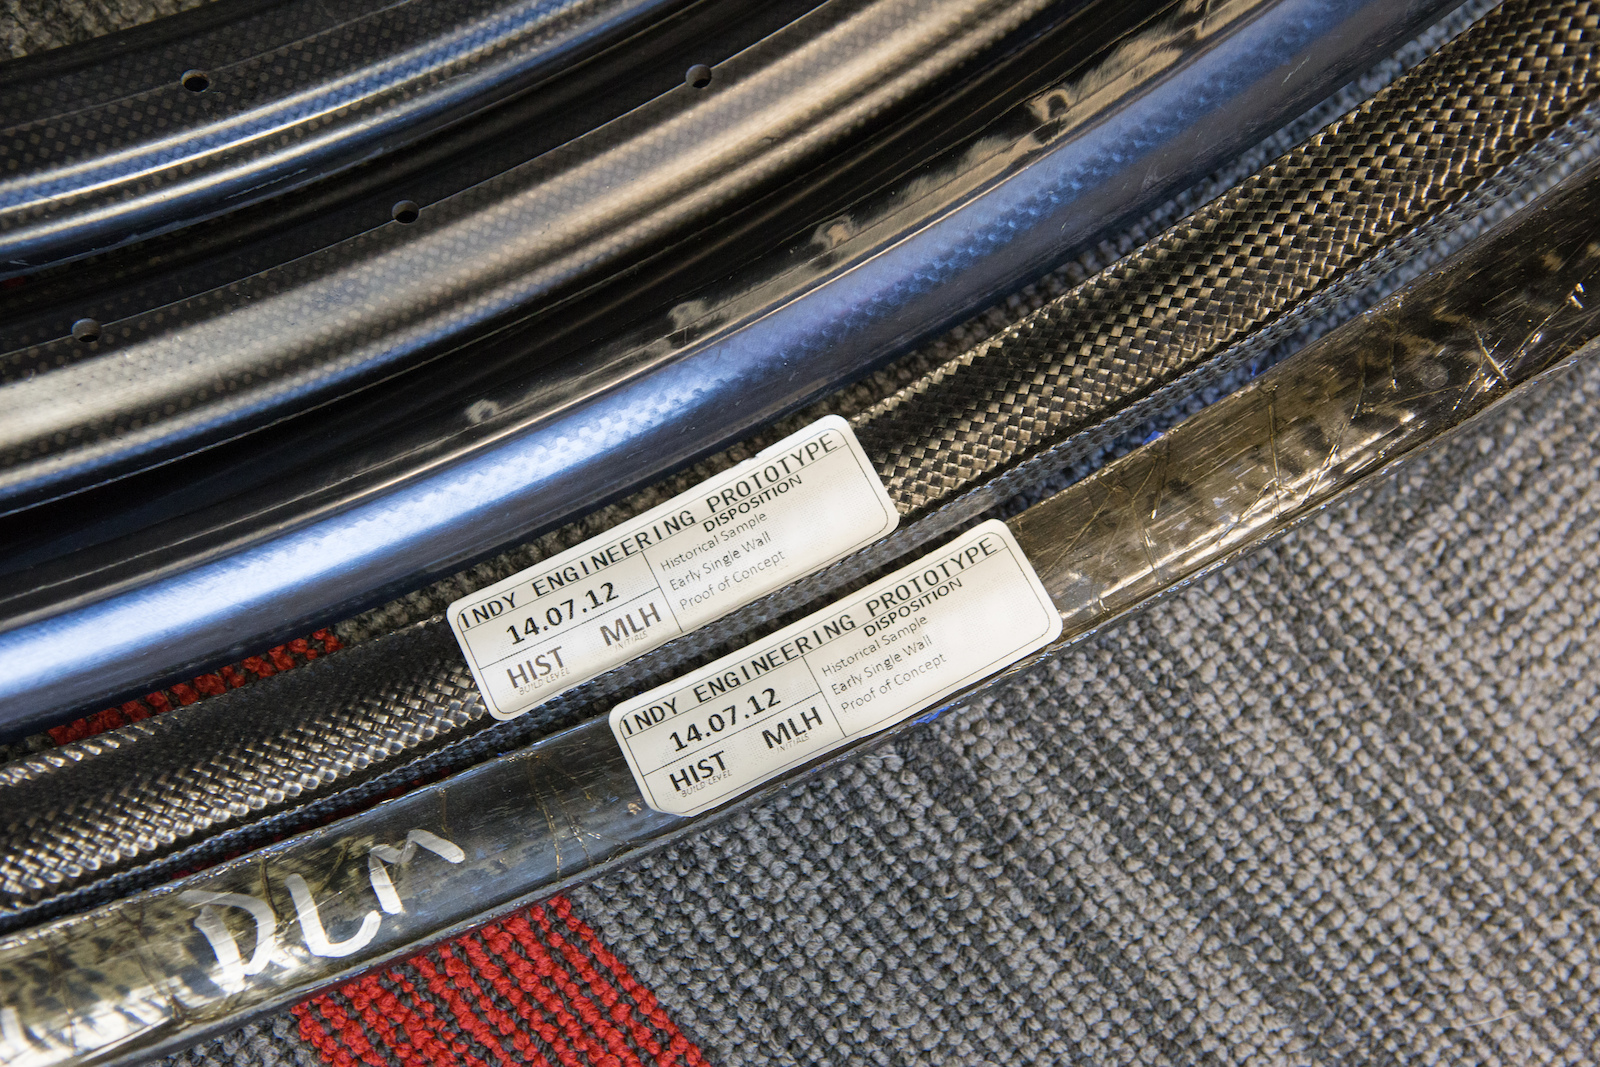 INDY ENGINEERING PROTOTYPE
14.07.12
HIST
BUILD LEVEL
MLH
INITIALS
DISPOSITION
Historical Sample
Early Single Wall
Proof of Concept
INDY ENGINEERING PROTOTYPE
14.07.12
HIST
BUILD LEVEL
MLH
INITIALS
DISPOSITION
Historical Sample
Early Single Wall
Proof of Concept
DLM